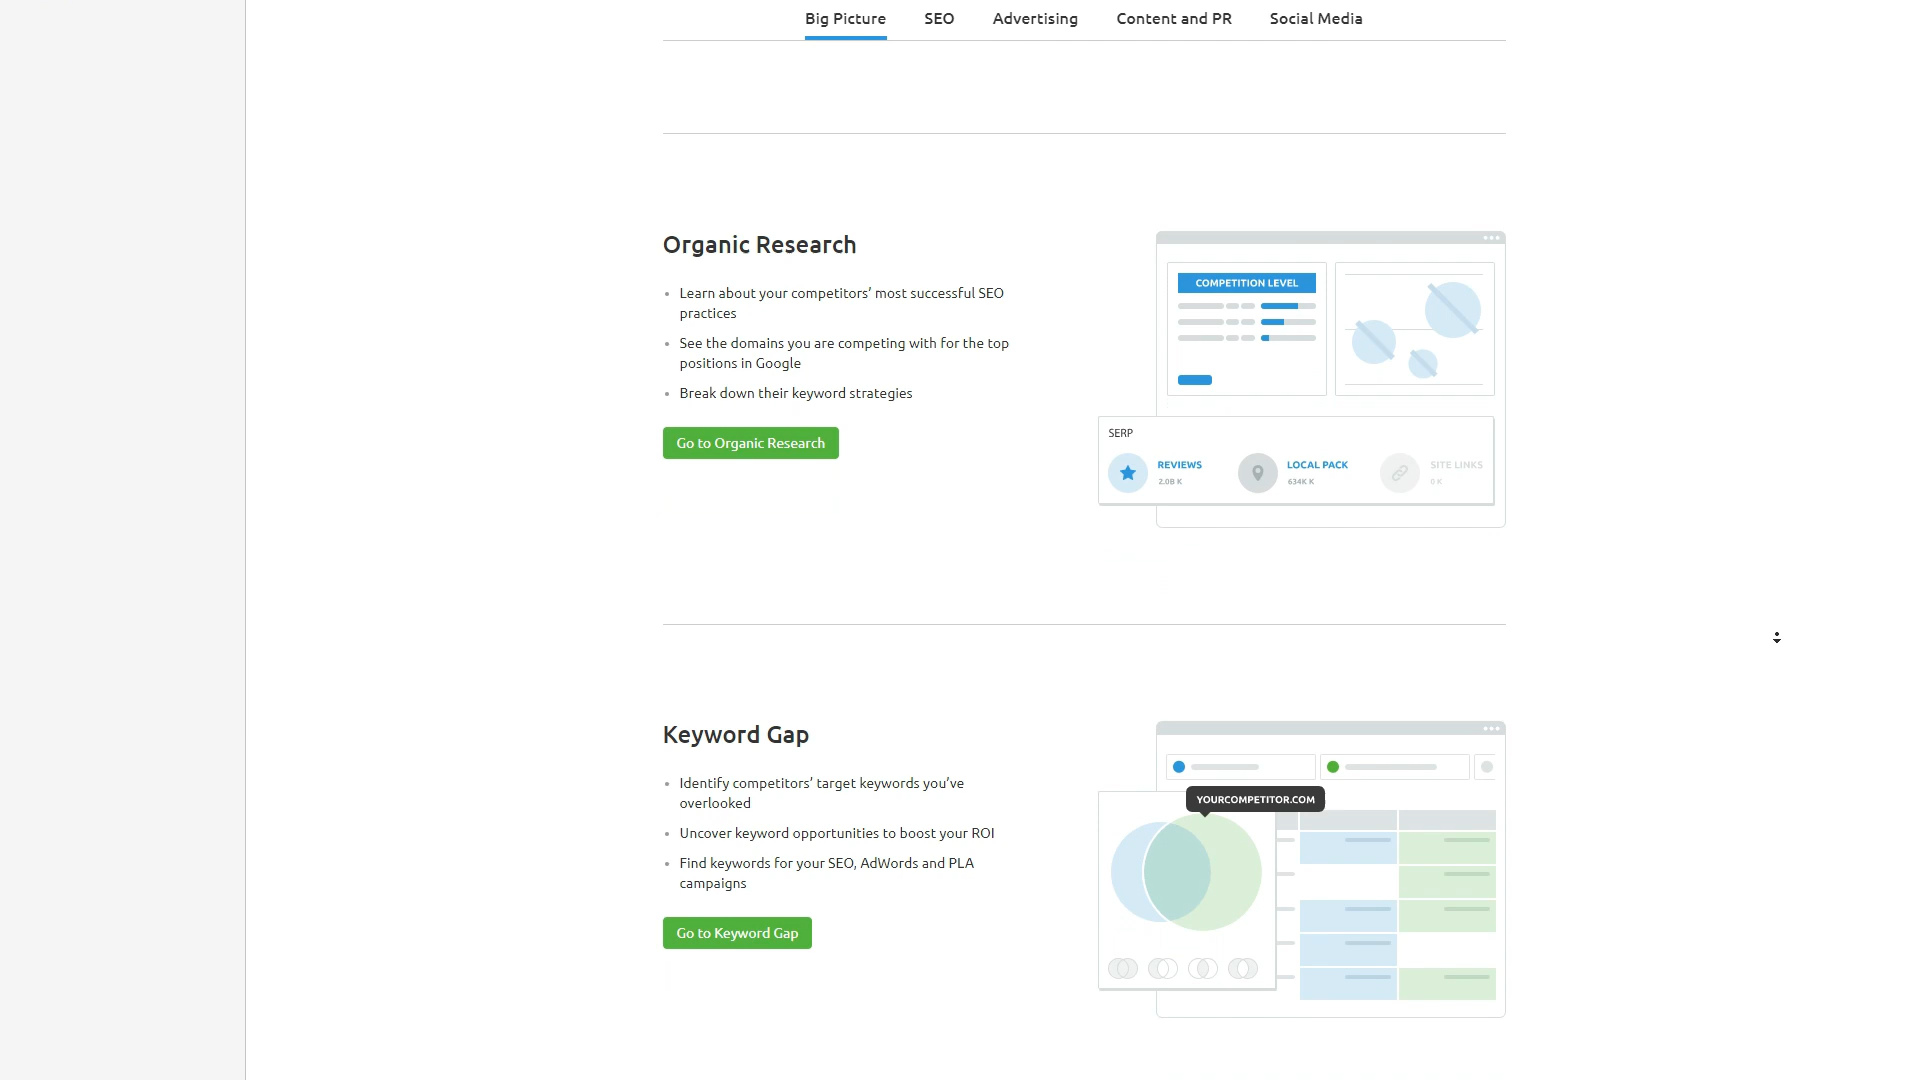 Big Picture SEO Advertising Content and PR Social Media
Organic Research
Learn about your competitors’ most successful SEO
practices
See the domains you are competing with for the top
positions in Google
Break down their keyword strategies
Go to Organic Research
COMPETITION LEVEL
SERP
REVIEWS
2.0B K
LOCAL PACK
634K K
SITE LINKS
0 K
Keyword Gap
Identify competitors’ target keywords you’ve
overlooked
Uncover keyword opportunities to boost your ROI
Find keywords for your SEO, AdWords and PLA
campaigns
Go to Keyword Gap
YOURCOMPETITOR.COM